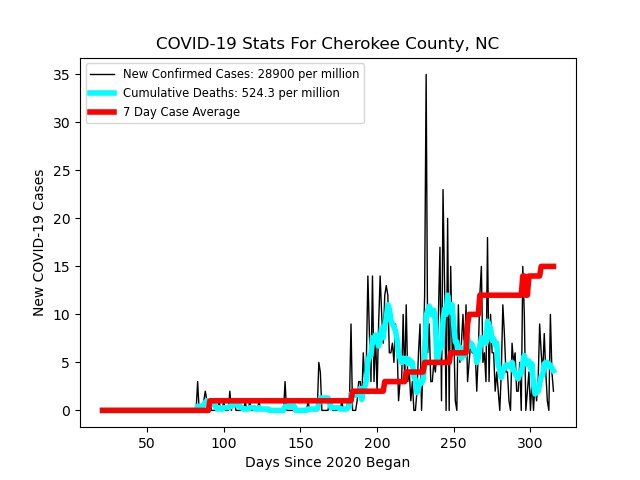 COVID-19 Stats For Cherokee County, NC
New Confirmed Cases: 28900 per million
Cumulative Deaths: 524.3 per million
7 Day Case Average
35
30
25
20
15
10
5
0
New COVID-19 Cases
50 100 150 200 250 300
Days Since 2020 Began